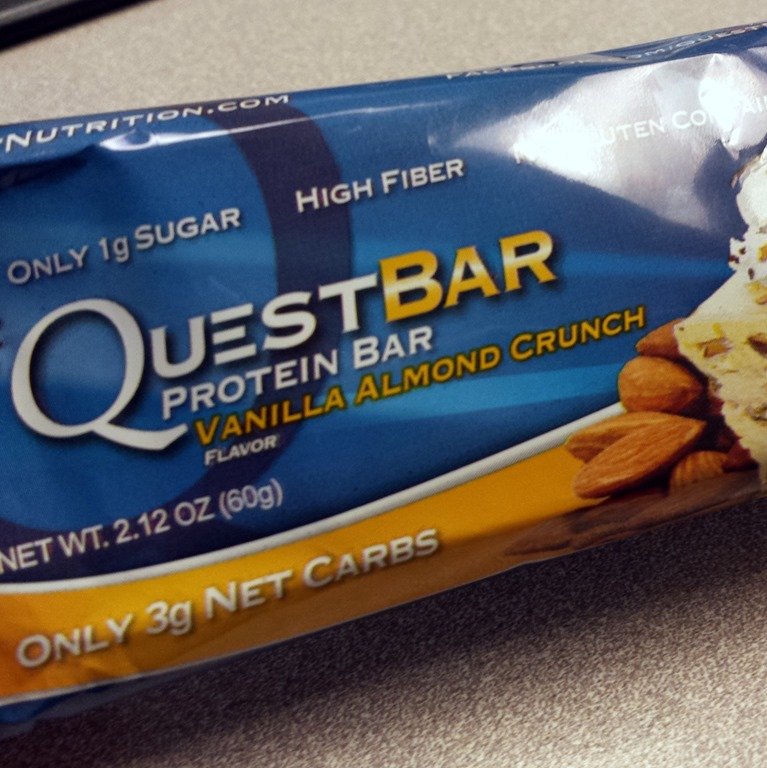 NUTRITION.COM
ONLY 1g SUGAR
HIGH FIBER
GLUTEN
QUESTBAR
PROTEIN BAR
VANILLA ALMOND CRUNCH
FLAVOR
NET WT. 2.12 OZ (60g)
ONLY 3g NET CARBS